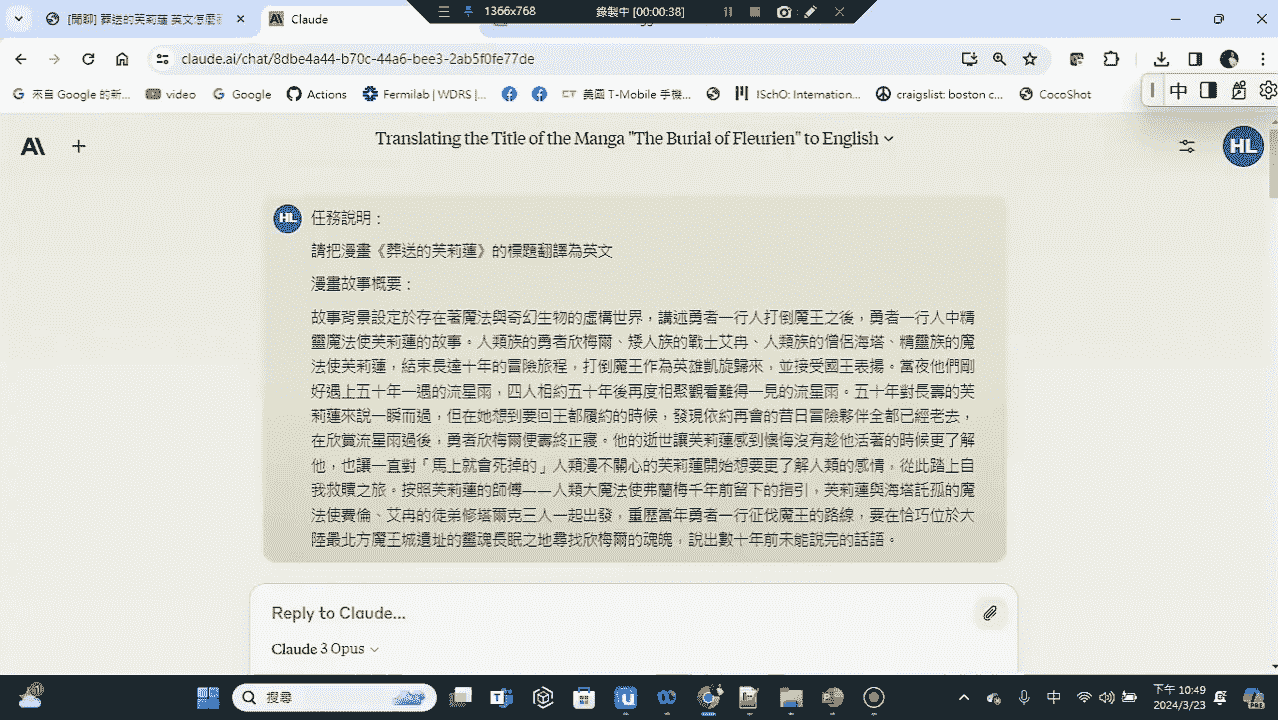 1366x768
錄製中 [00:00:38]
[閒聊] 葬送的芙莉蓮 英文怎麼
Claude
claude.ai/chat/8dbe4a44-b70c-44a6-bee3-2ab5f0fe77de
來自 Google 的新...
video
Google
Actions
Fermilab | WDRS |...
美國 T-Mobile 手機...
IschO: Internation...
craigslist: boston c...
CocoShot
中
Translating the Title of the Manga "The Burial of Fleurien" to English
HL
HL
任務說明：
請把漫畫《葬送的芙莉蓮》的標題翻譯為英文
漫畫故事概要：
故事背景設定於存在著魔法與奇幻生物的虛構世界，講述勇者一行人打倒魔王之後，勇者一行人中精
靈魔法使芙莉蓮的故事。人類族的勇者欣梅爾、矮人族的戰士艾冉、人類族的僧侶海塔、精靈族的魔
法使芙莉蓮，結束長達十年的冒險旅程，打倒魔王作為英雄凱旋歸來，並接受國王表揚。當夜他們剛
好遇上五十年一遇的流星雨，四人相約五十年後再度相聚觀看難得一見的流星雨。五十年對長壽的芙
莉蓮來說一瞬而過，但在她想到要回王都履約的時候，發現依約再會的昔日冒險夥伴全都已經老去，
在欣賞流星雨過後，勇者欣梅爾便壽終正寢。他的逝世讓芙莉蓮感到懊悔沒有趁他活著的時候更了解
他，也讓一直對「馬上就會死掉的」人類漫不關心的芙莉蓮開始想要更了解人類的感情，從此踏上自
我救贖之旅。按照芙莉蓮的師傅——人類大魔法使弗蘭梅千年前留下的指引，芙莉蓮與海塔託孤的魔
法使費倫、艾冉的徒弟修塔爾克三人一起出發，重歷當年勇者一行征伐魔王的路線，要在恰巧位於大
陸最北方魔王城遺址的靈魂長眠之地尋找欣梅爾的魂魄，說出數十年前未能說完的話語。
Reply to Claude...
Claude 3 Opus
搜尋
中
下午 10:49
2024/3/23